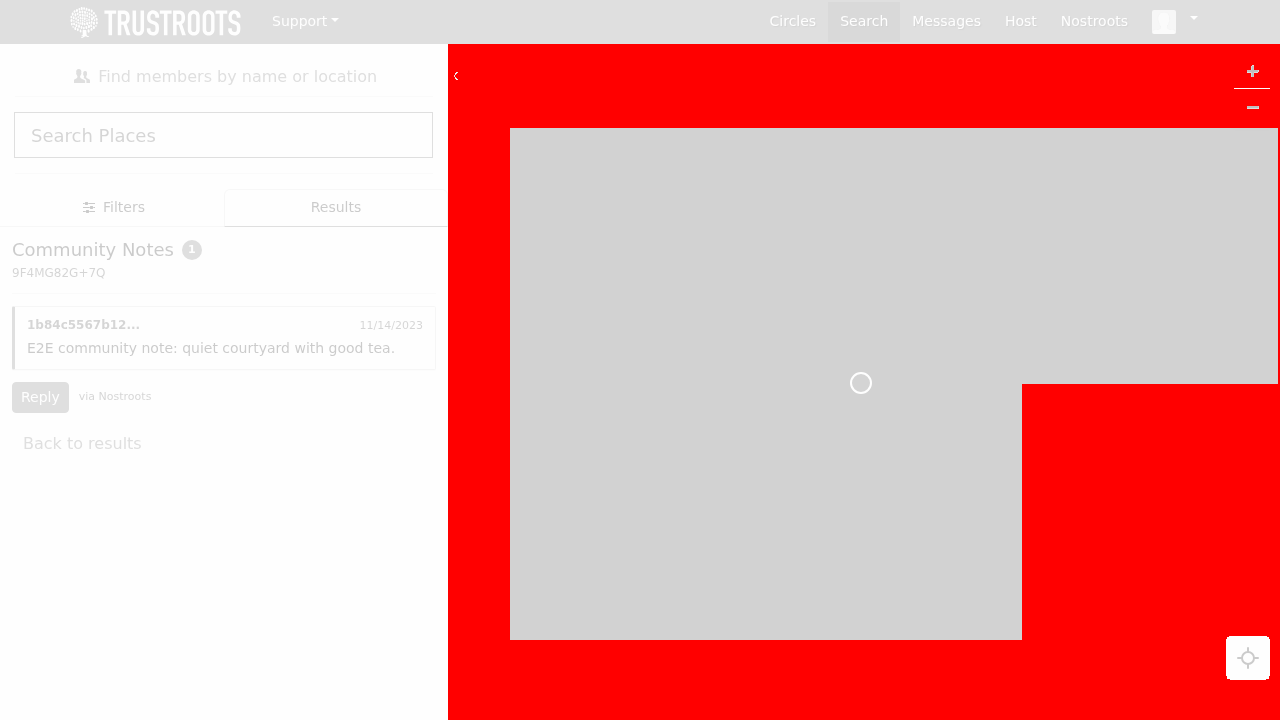 TRUSTROOTS
Support
Circles
Search
Messages
Host
Nostroots
Find members by name or location
Search Places
Filters
Results
Community Notes 1
9F4MG82G+7Q
1b84c5567b12...
11/14/2023
E2E community note: quiet courtyard with good tea.
Reply
via Nostroots
Back to results